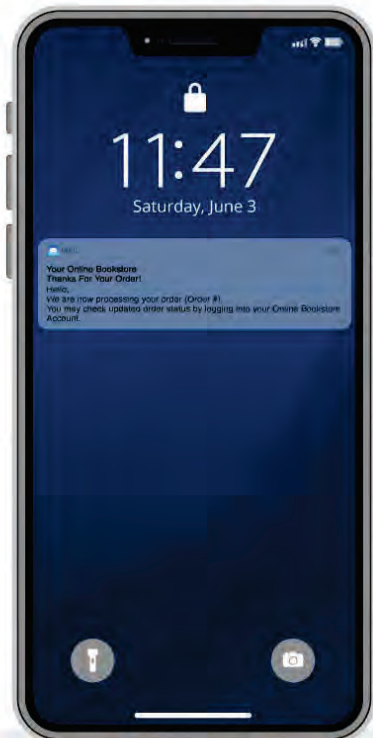 11:47
Saturday, June 3
Your Online Bookstore
Thanks For Your Order!
Hello,
We are now processing your order (Order #)
You may check updated order status by logging into your Online Bookstore
Account.